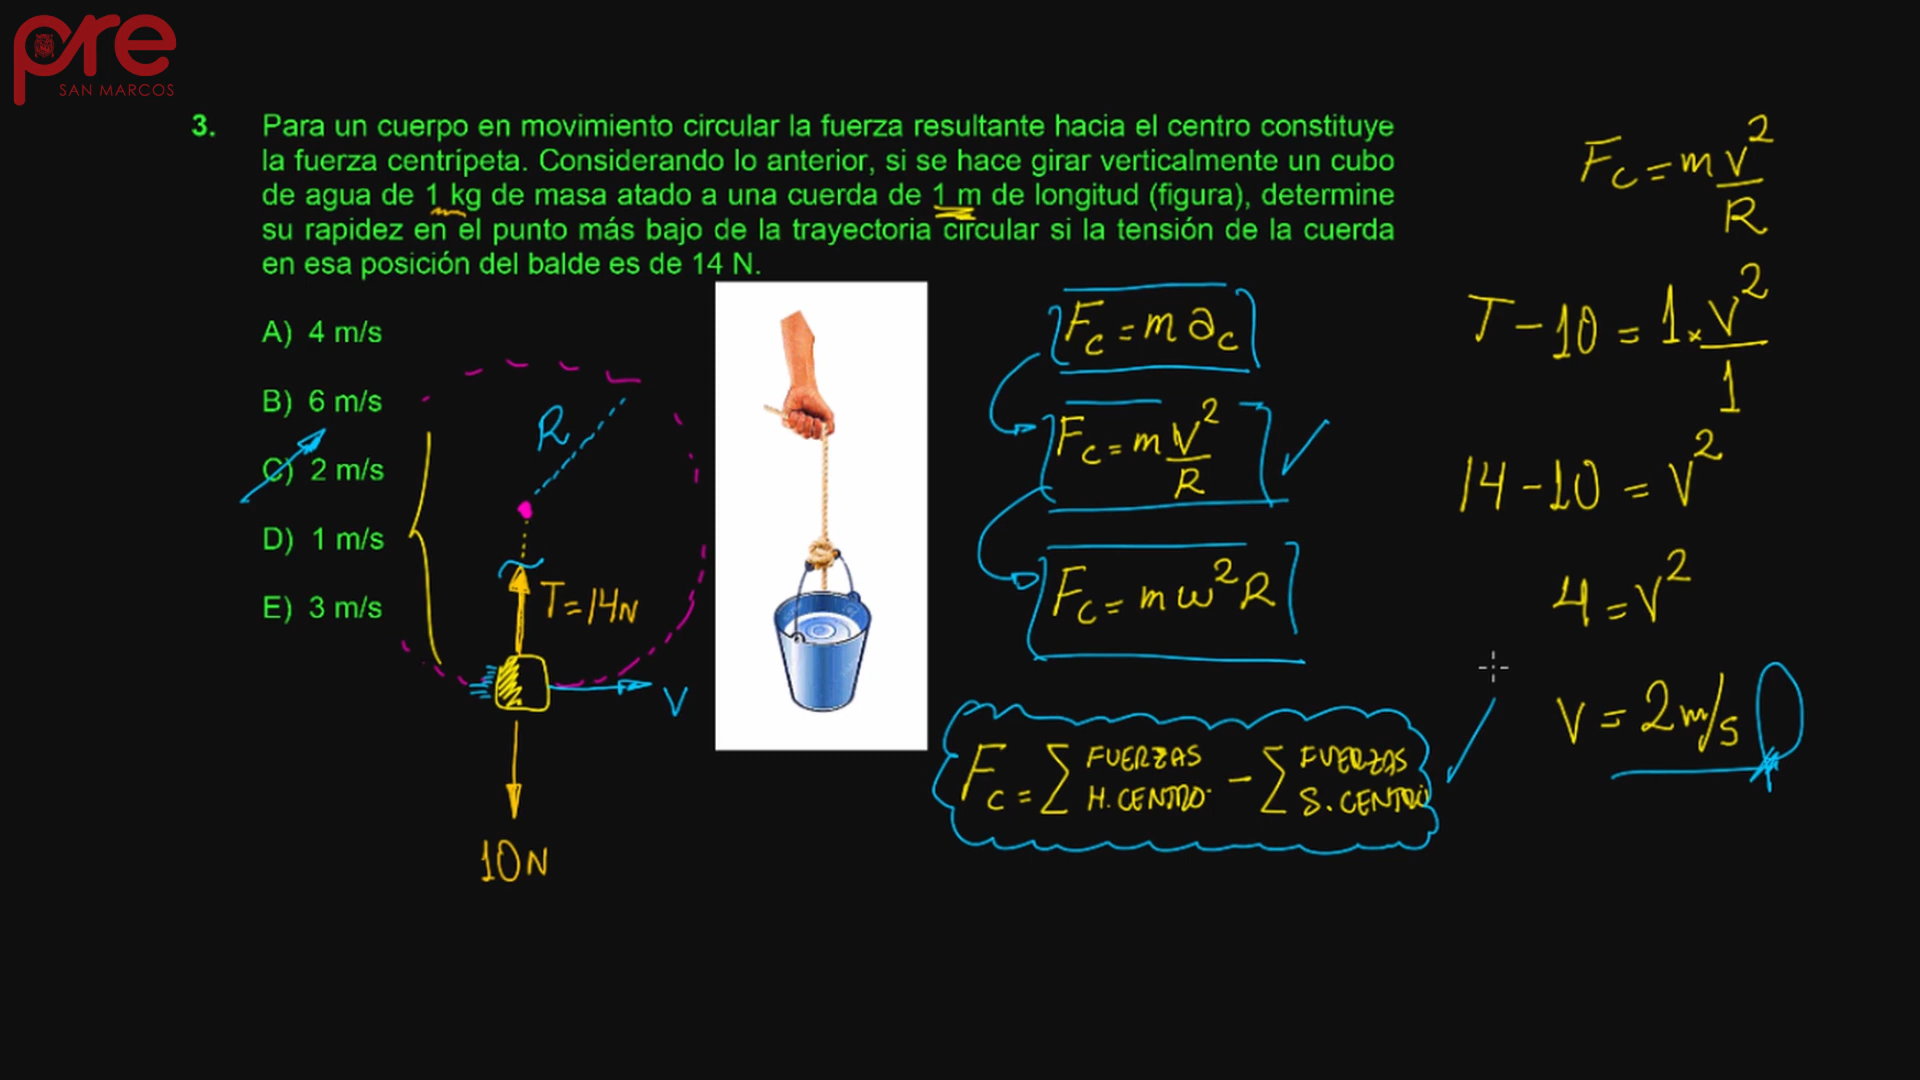 pre
SAN MARCOS
3. Para un cuerpo en movimiento circular la fuerza resultante hacia el centro constituye
la fuerza centrípeta. Considerando lo anterior, si se hace girar verticalmente un cubo
de agua de 1 kg de masa atado a una cuerda de 1 m de longitud (figura), determine
su rapidez en el punto más bajo de la trayectoria circular si la tensión de la cuerda
en esa posición del balde es de 14 N.
A) 4 m/s
B) 6 m/s
C) 2 m/s
D) 1 m/s
E) 3 m/s
R
T=14N
V
10N
Fc = m ac
Fc = m V²/R
Fc = m ω² R
Fc = Σ FUERZAS H. CENTRO - Σ FUERZAS S. CENTRO
Fc = m V²/R
T - 10 = 1 × V²/1
14 - 10 = V²
4 = V²
V = 2 m/s